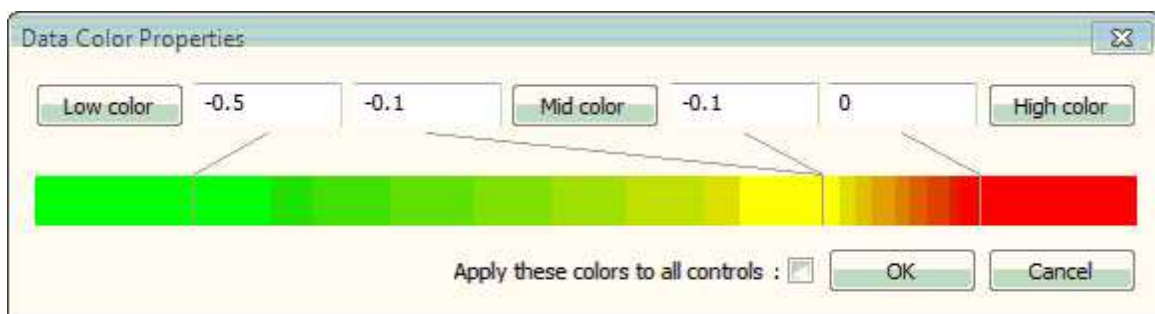 Data Color Properties
Low color -0.5 -0.1 Mid color -0.1 0 High color
Apply these colors to all controls : OK Cancel